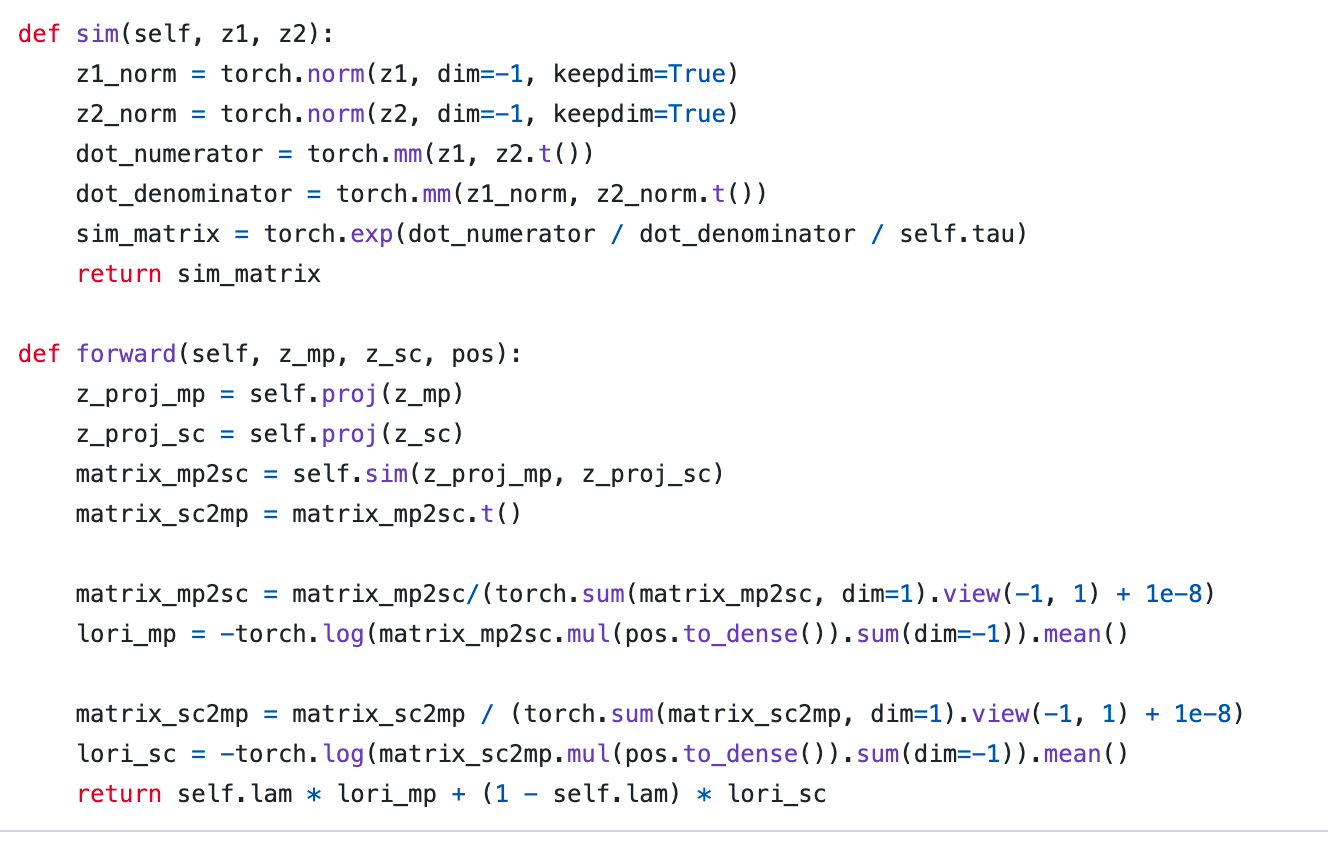 def sim(self, z1, z2):
    z1_norm = torch.norm(z1, dim=-1, keepdim=True)
    z2_norm = torch.norm(z2, dim=-1, keepdim=True)
    dot_numerator = torch.mm(z1, z2.t())
    dot_denominator = torch.mm(z1_norm, z2_norm.t())
    sim_matrix = torch.exp(dot_numerator / dot_denominator / self.tau)
    return sim_matrix

def forward(self, z_mp, z_sc, pos):
    z_proj_mp = self.proj(z_mp)
    z_proj_sc = self.proj(z_sc)
    matrix_mp2sc = self.sim(z_proj_mp, z_proj_sc)
    matrix_sc2mp = matrix_mp2sc.t()

    matrix_mp2sc = matrix_mp2sc/(torch.sum(matrix_mp2sc, dim=1).view(-1, 1) + 1e-8)
    lori_mp = -torch.log(matrix_mp2sc.mul(pos.to_dense()).sum(dim=-1)).mean()

    matrix_sc2mp = matrix_sc2mp / (torch.sum(matrix_sc2mp, dim=1).view(-1, 1) + 1e-8)
    lori_sc = -torch.log(matrix_sc2mp.mul(pos.to_dense()).sum(dim=-1)).mean()
    return self.lam * lori_mp + (1 - self.lam) * lori_sc